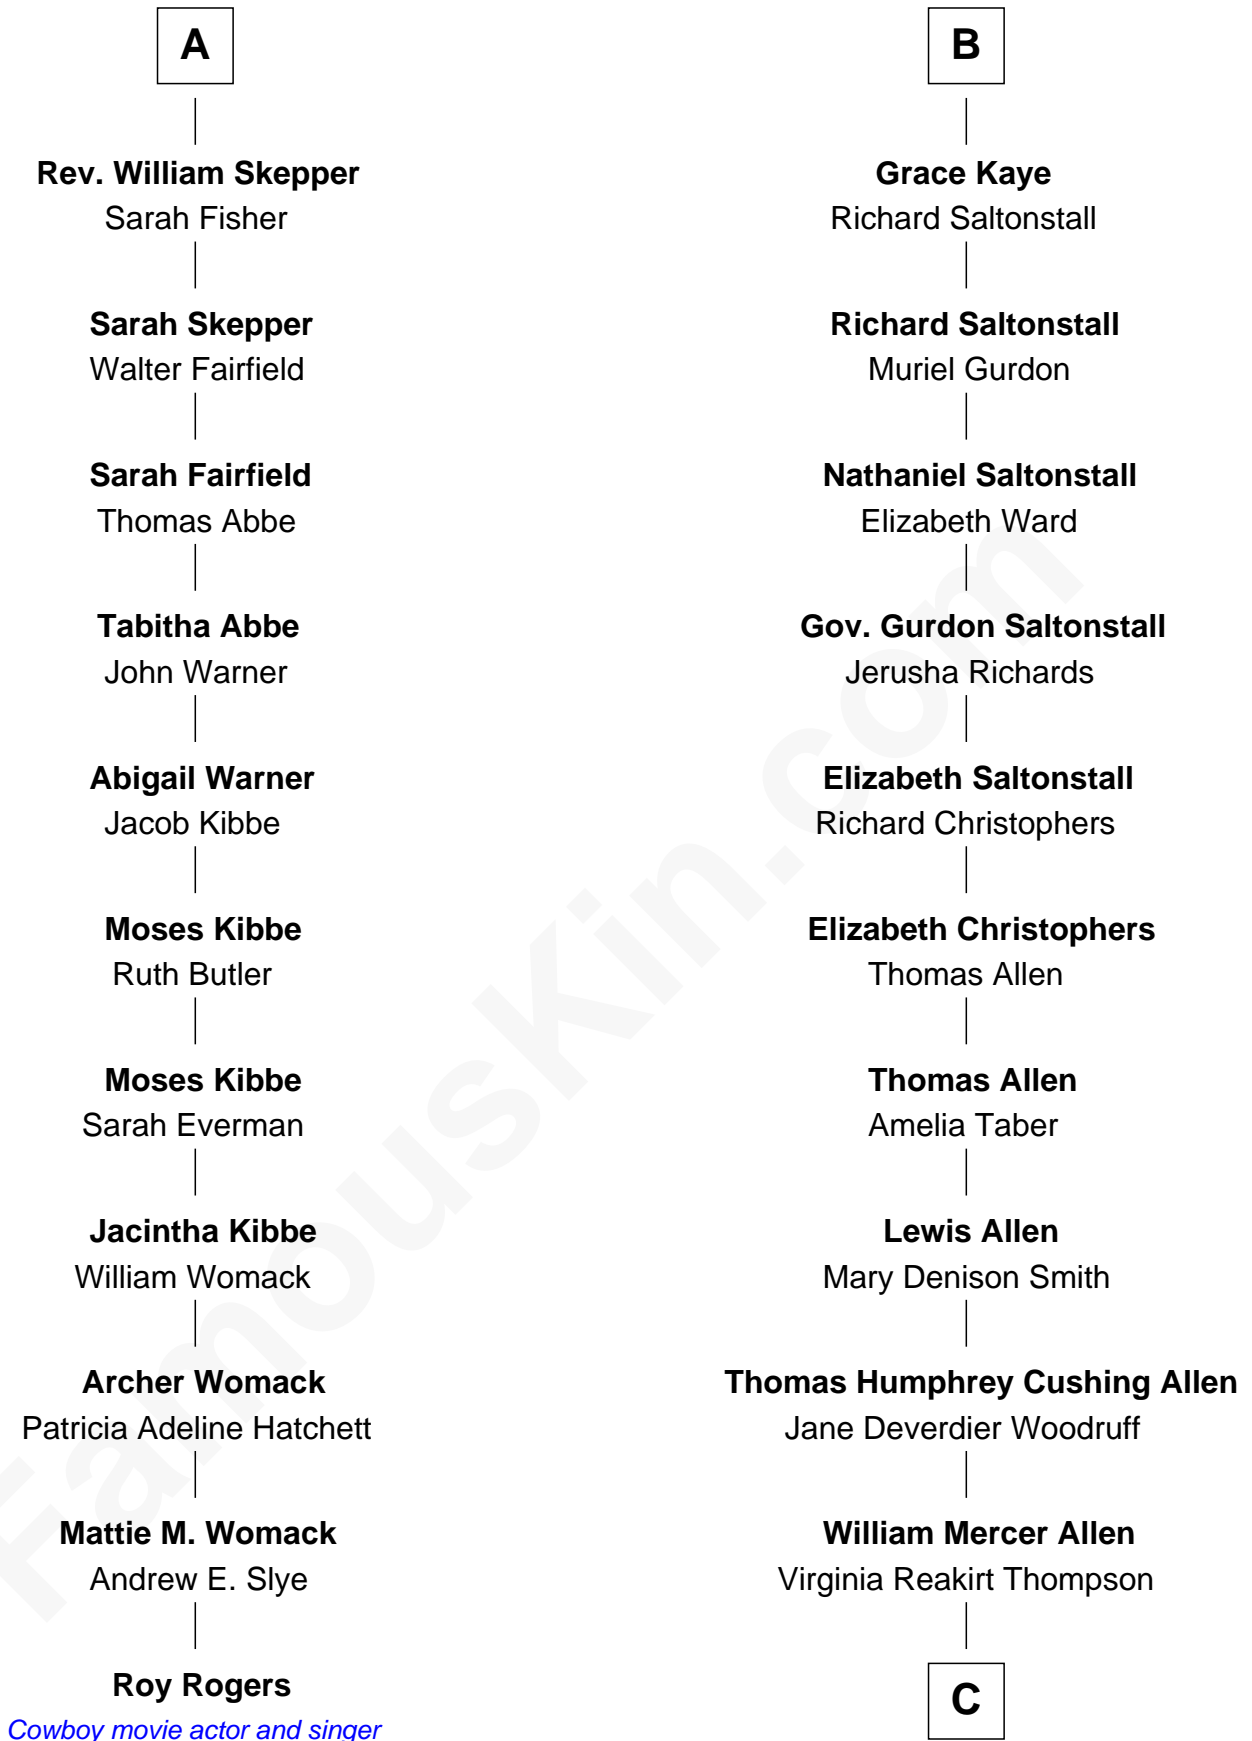 A
Rev. William Skepper
Sarah Fisher
Sarah Skepper
Walter Fairfield
Sarah Fairfield
Thomas Abbe
Tabitha Abbe
John Warner
Abigail Warner
Jacob Kibbe
Moses Kibbe
Ruth Butler
Moses Kibbe
Sarah Everman
Jacintha Kibbe
William Womack
Archer Womack
Patricia Adeline Hatchett
Mattie M. Womack
Andrew E. Slye
Roy Rogers
Cowboy movie actor and singer
B
Grace Kaye
Richard Saltonstall
Richard Saltonstall
Muriel Gurdon
Nathaniel Saltonstall
Elizabeth Ward
Gov. Gurdon Saltonstall
Jerusha Richards
Elizabeth Saltonstall
Richard Christophers
Elizabeth Christophers
Thomas Allen
Thomas Allen
Amelia Taber
Lewis Allen
Mary Denison Smith
Thomas Humphrey Cushing Allen
Jane Deverdier Woodruff
William Mercer Allen
Virginia Reakirt Thompson
C
FamousKin.com